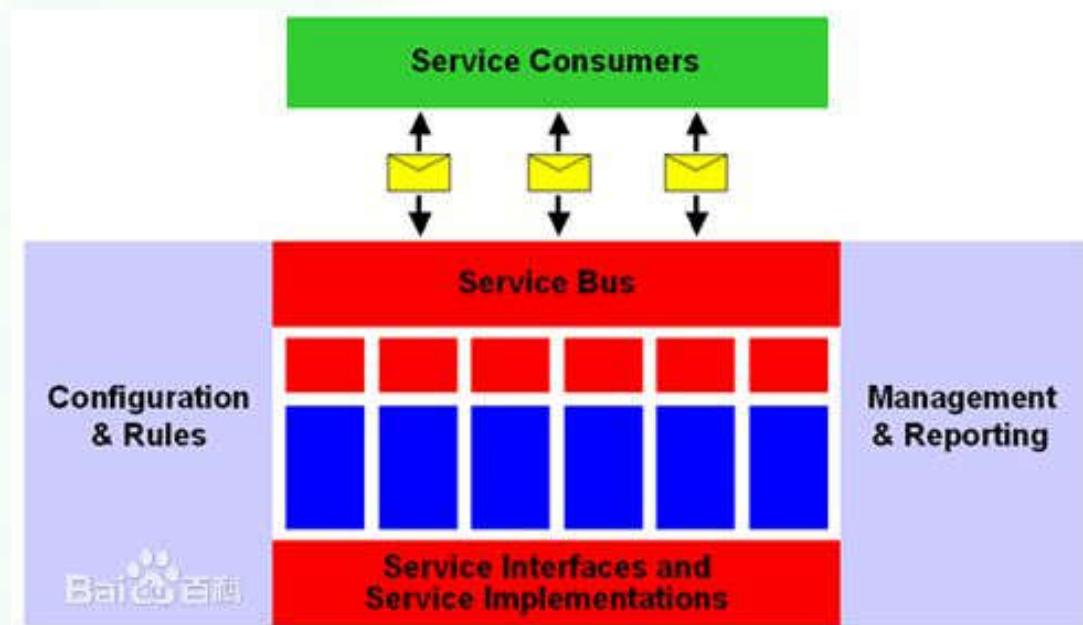 Service Consumers
Service Bus
Configuration
& Rules
Management
& Reporting
Service Interfaces and
Service Implementations
Bai百科